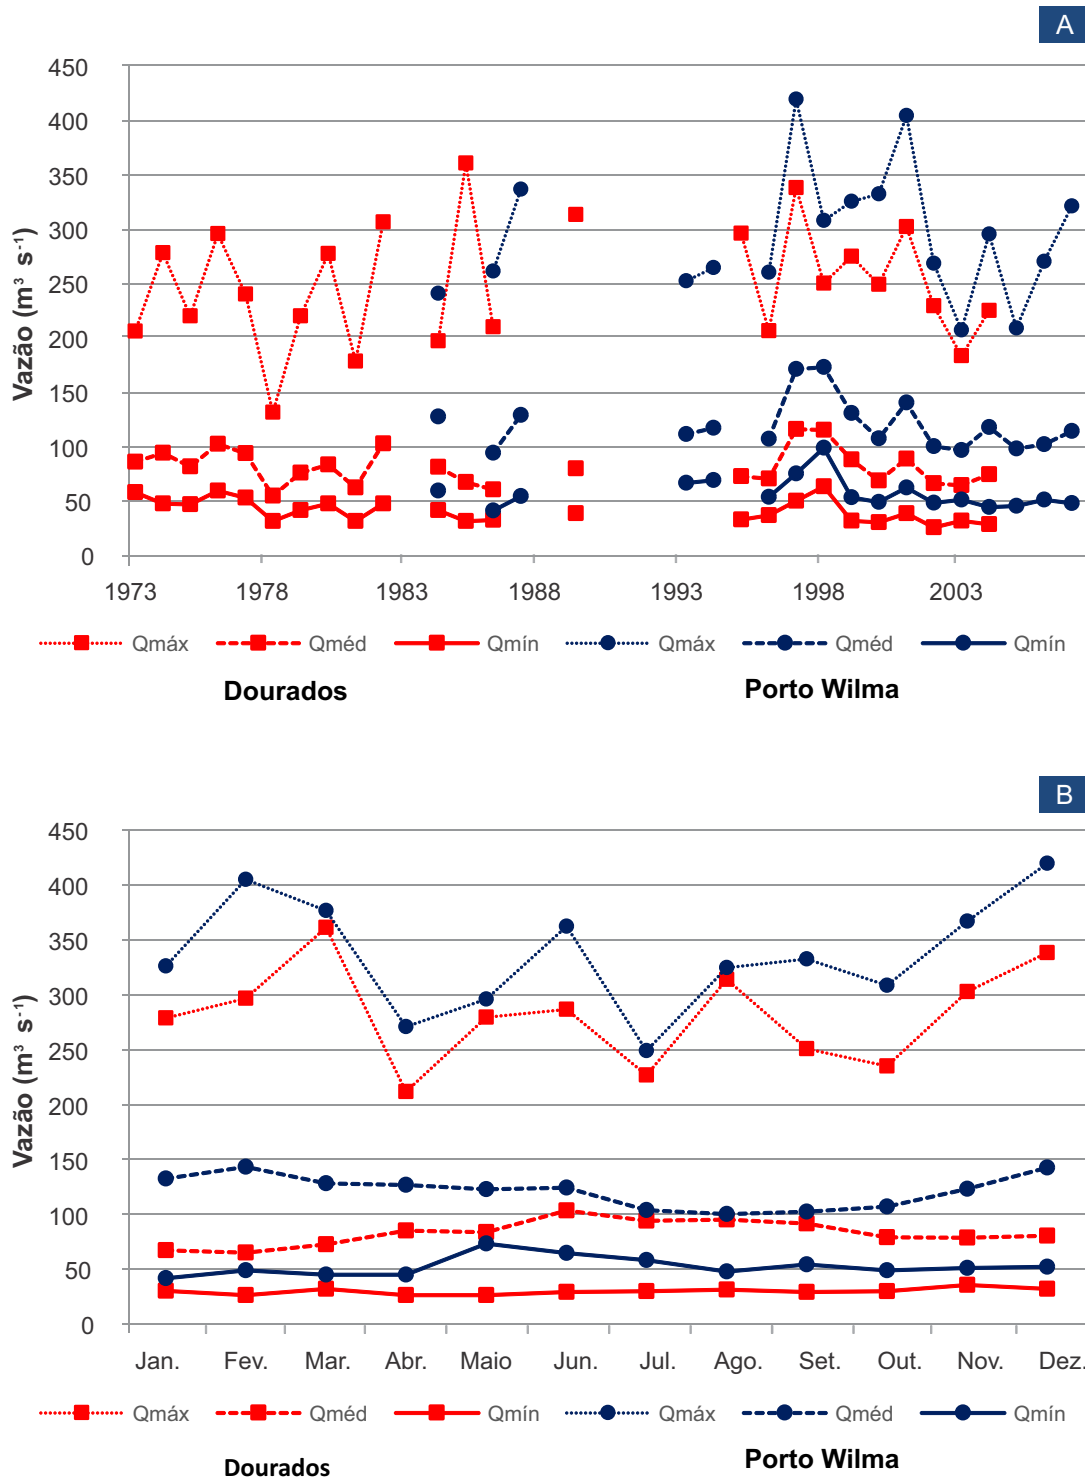 A
450
400
350
300
250
200
150
100
50
0
Vazão (m³ s⁻¹)
1973 1978 1983 1988 1993 1998 2003
Qmáx Qméd Qmín Qmáx Qméd Qmín
Dourados Porto Wilma
B
450
400
350
300
250
200
150
100
50
0
Vazão (m³ s⁻¹)
Jan. Fev. Mar. Abr. Maio Jun. Jul. Ago. Set. Out. Nov. Dez.
Qmáx Qméd Qmín Qmáx Qméd Qmín
Dourados Porto Wilma